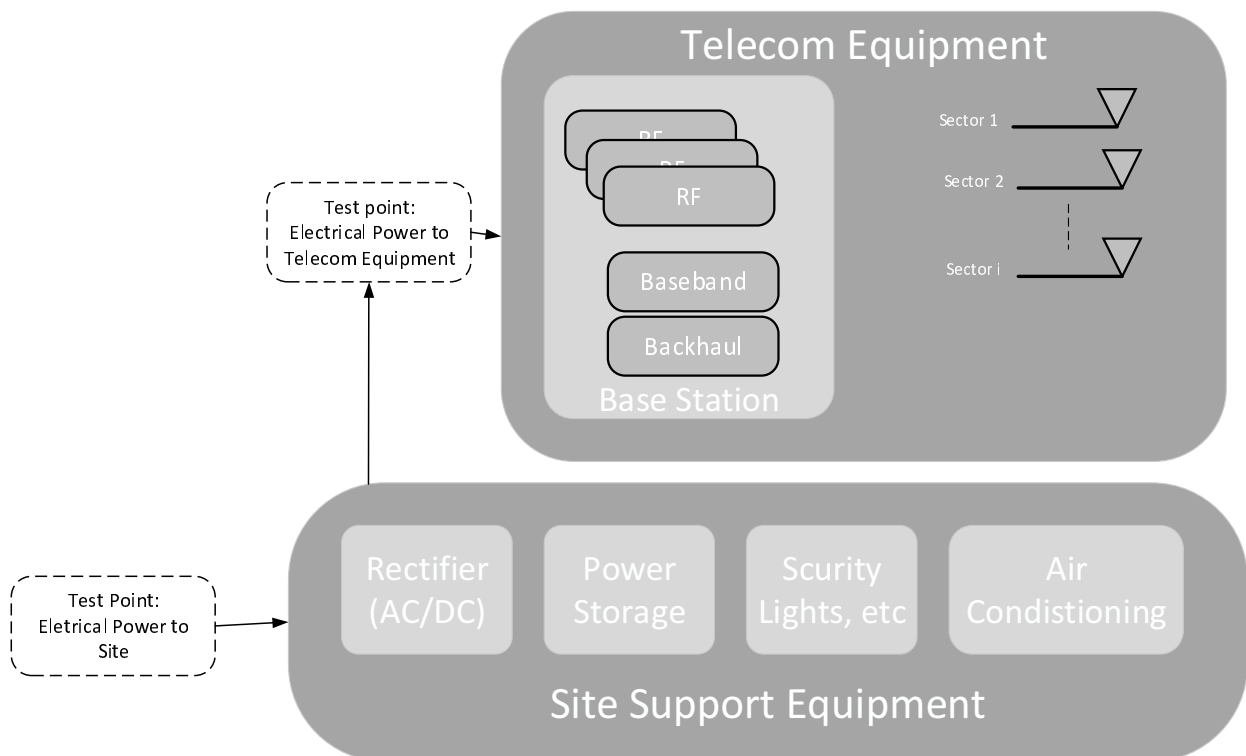 Telecom Equipment
RF
RF
RF
Baseband
Backhaul
Base Station
Sector 1
Sector 2
Sector i
Test point:
Electrical Power to
Telecom Equipment
Test Point:
Eletrical Power to
Site
Rectifier
(AC/DC)
Power
Storage
Scurity
Lights, etc
Air
Condistioning
Site Support Equipment